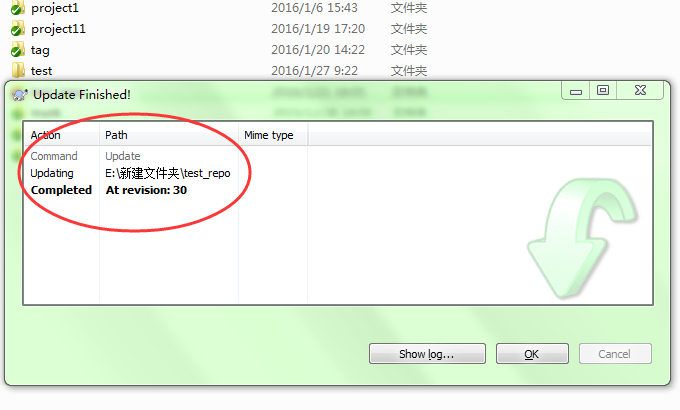 project1 2016/1/6 15:43 文件夹
project11 2016/1/19 17:20 文件夹
tag 2016/1/20 14:22 文件夹
test 2016/1/27 9:22 文件夹
Update Finished!
Action Path Mime type
Command Update
Updating E:\新建文件夹\test_repo
Completed At revision: 30
Show log... OK Cancel